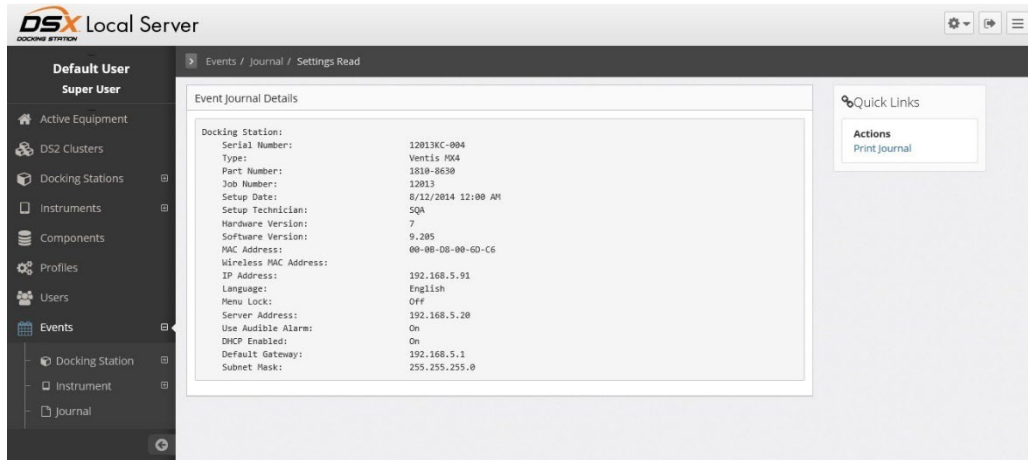 DSX Local Server
DOCKING STATION
Default User
Super User
Active Equipment
DS2 Clusters
Docking Stations
Instruments
Components
Profiles
Users
Events
Docking Station
Instrument
Journal
Events / Journal / Settings Read
Event Journal Details
Docking Station:
Serial Number: 12013KC-004
Type: Ventis MX4
Part Number: 1810-8630
Job Number: 12013
Setup Date: 8/12/2014 12:00 AM
Setup Technician: SQA
Hardware Version: 7
Software Version: 9.205
MAC Address: 00-0B-D8-00-6D-C6
Wireless MAC Address:
IP Address: 192.168.5.91
Language: English
Menu Lock: Off
Server Address: 192.168.5.20
Use Audible Alarm: On
DHCP Enabled: On
Default Gateway: 192.168.5.1
Subnet Mask: 255.255.255.0
Quick Links
Actions
Print Journal